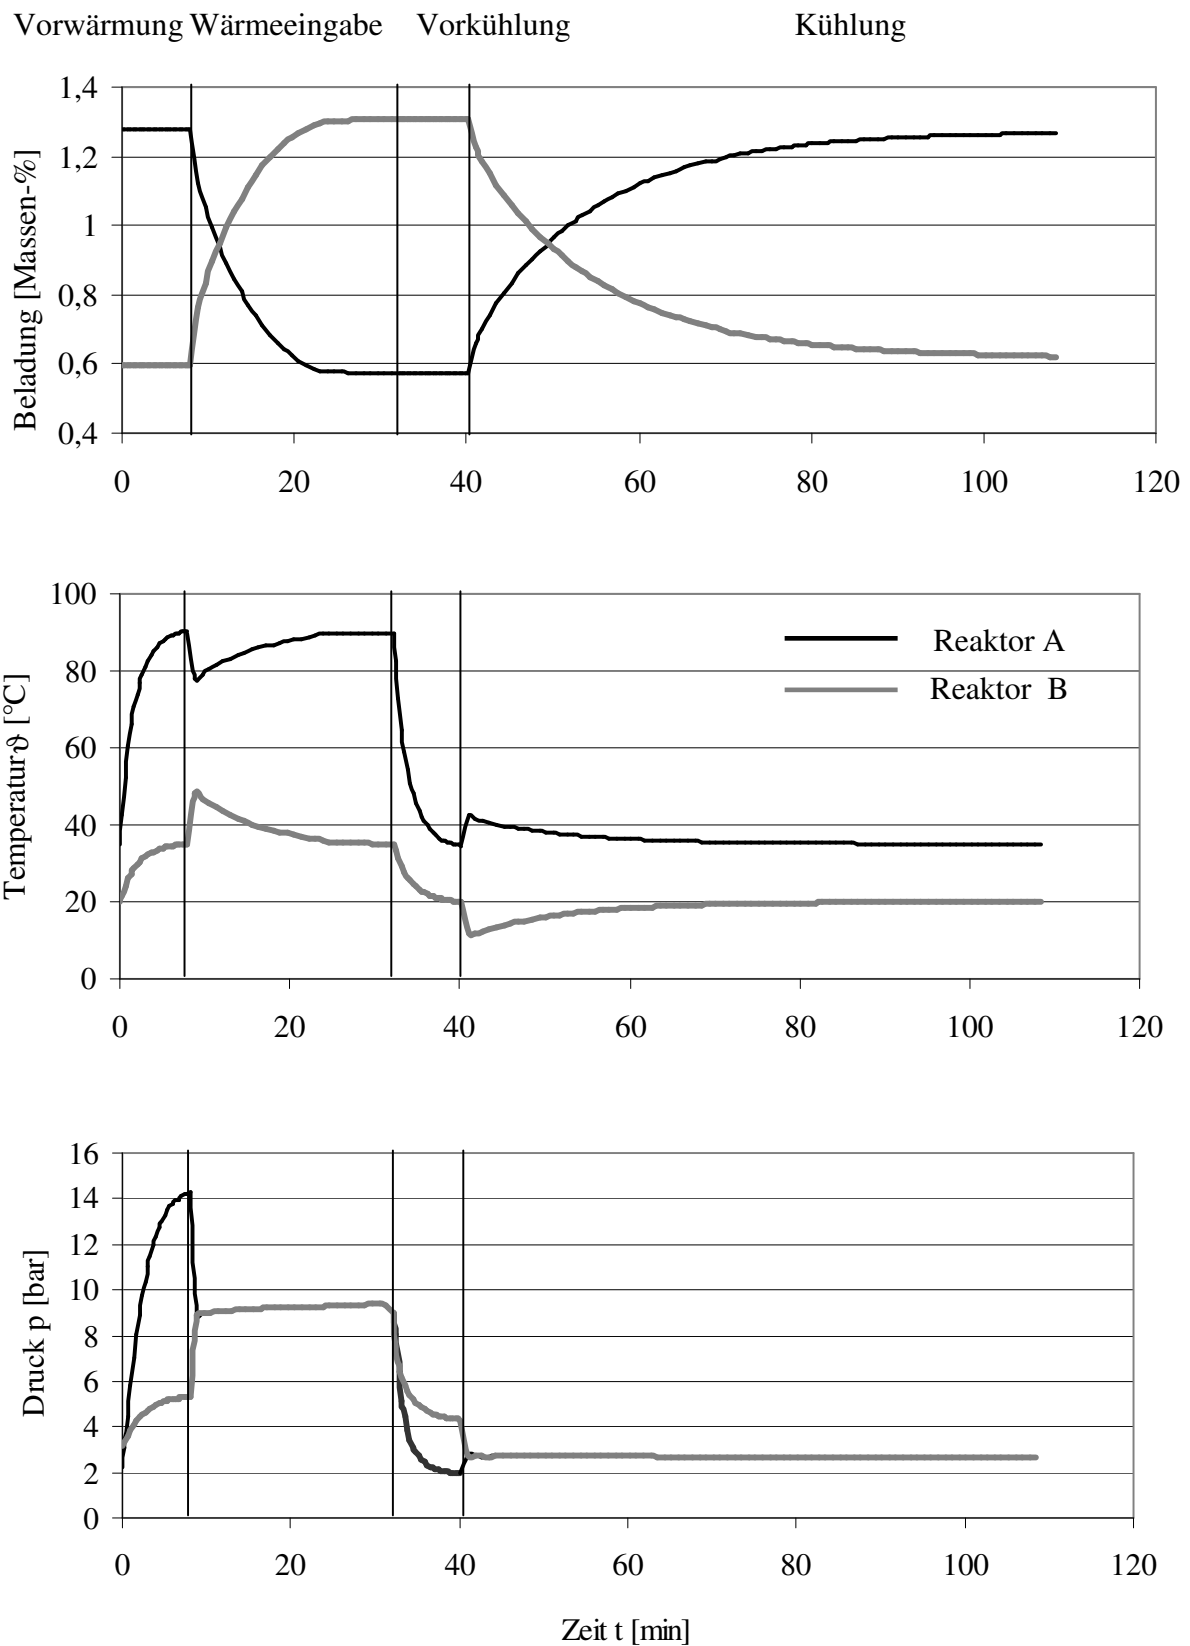 Vorwärmung Wärmeeingabe Vorkühlung Kühlung
Beladung [Massen-%]
1,4
1,2
1
0,8
0,6
0,4
0 20 40 60 80 100 120
Temperatur ϑ [°C]
100
80
60
40
20
0
Reaktor A
Reaktor B
0 20 40 60 80 100 120
Druck p [bar]
16
14
12
10
8
6
4
2
0
0 20 40 60 80 100 120
Zeit t [min]